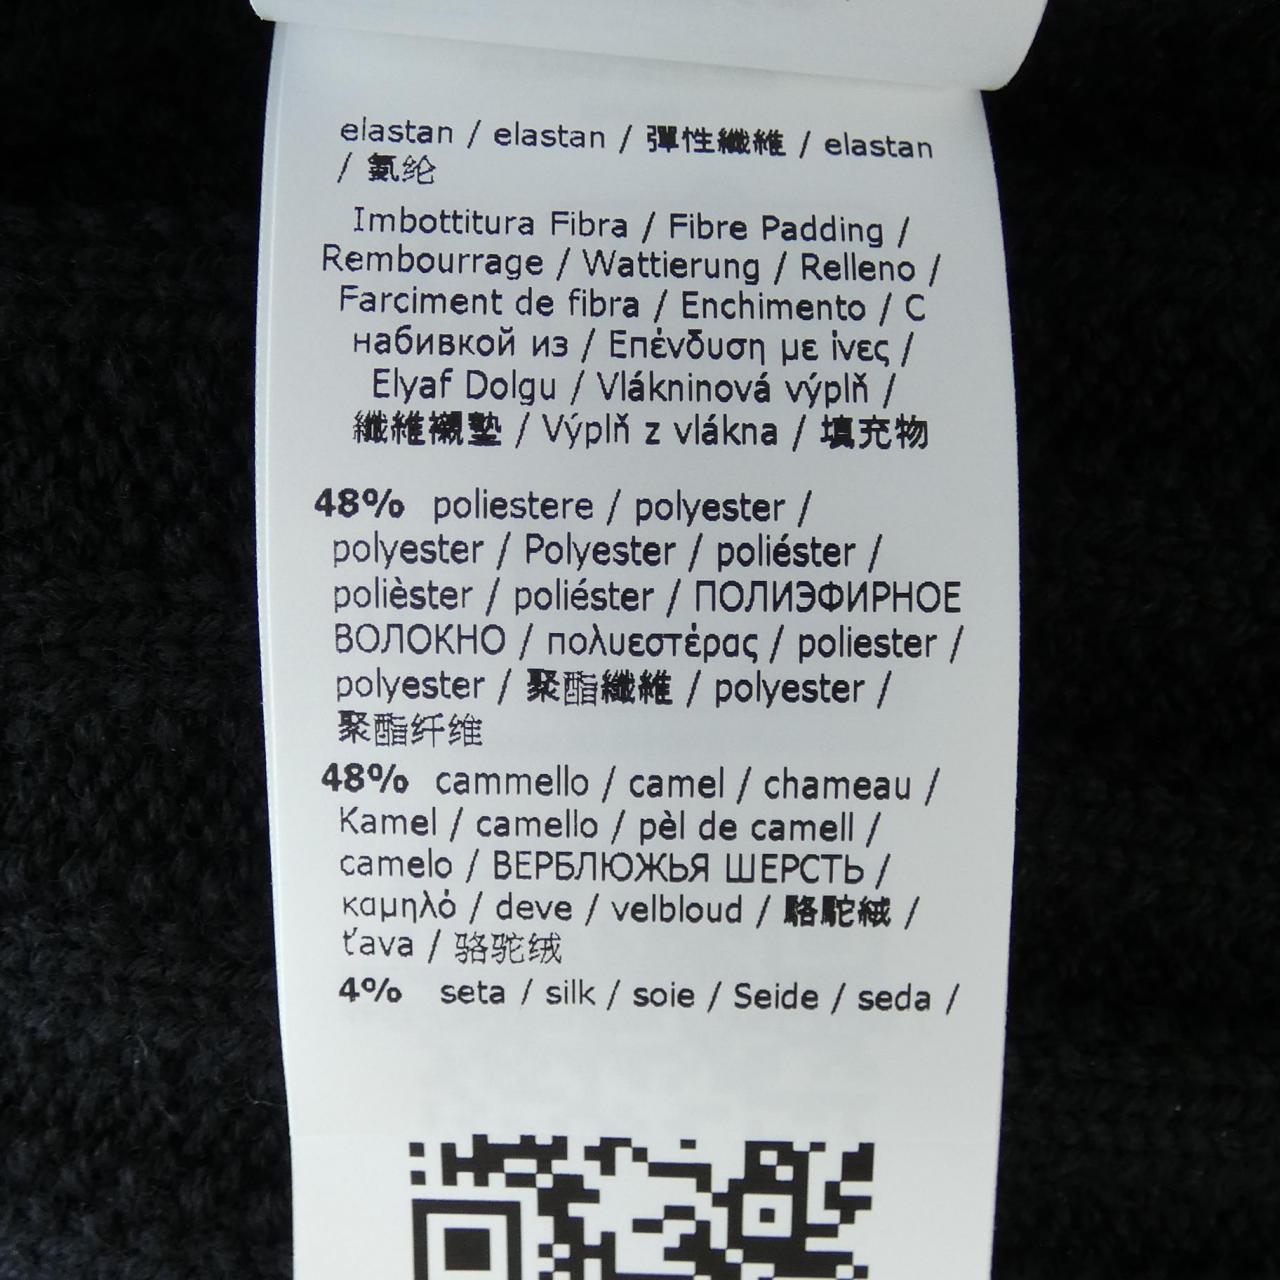 elastan / elastan / 彈性纖維 / elastan
/ 氨纶
Imbottitura Fibra / Fibre Padding /
Rembourrage / Wattierung / Relleno /
Farciment de fibra / Enchimento / С
набивкой из / Επένδυση με ίνες /
Elyaf Dolgu / Vlákninová výplň /
纖維襯墊 / Výplň z vlákna / 填充物
48% poliestere / polyester /
polyester / Polyester / poliéster /
polièster / poliéster / ПОЛИЭФИРНОЕ
ВОЛОКНО / πολυεστέρας / poliester /
polyester / 聚酯纖維 / polyester /
聚酯纤维
48% cammello / camel / chameau /
Kamel / camello / pèl de camell /
camelo / ВЕРБЛЮЖЬЯ ШЕРСТЬ /
καμηλό / deve / velbloud / 駱駝絨 /
ťava / 骆驼绒
4% seta / silk / soie / Seide / seda /